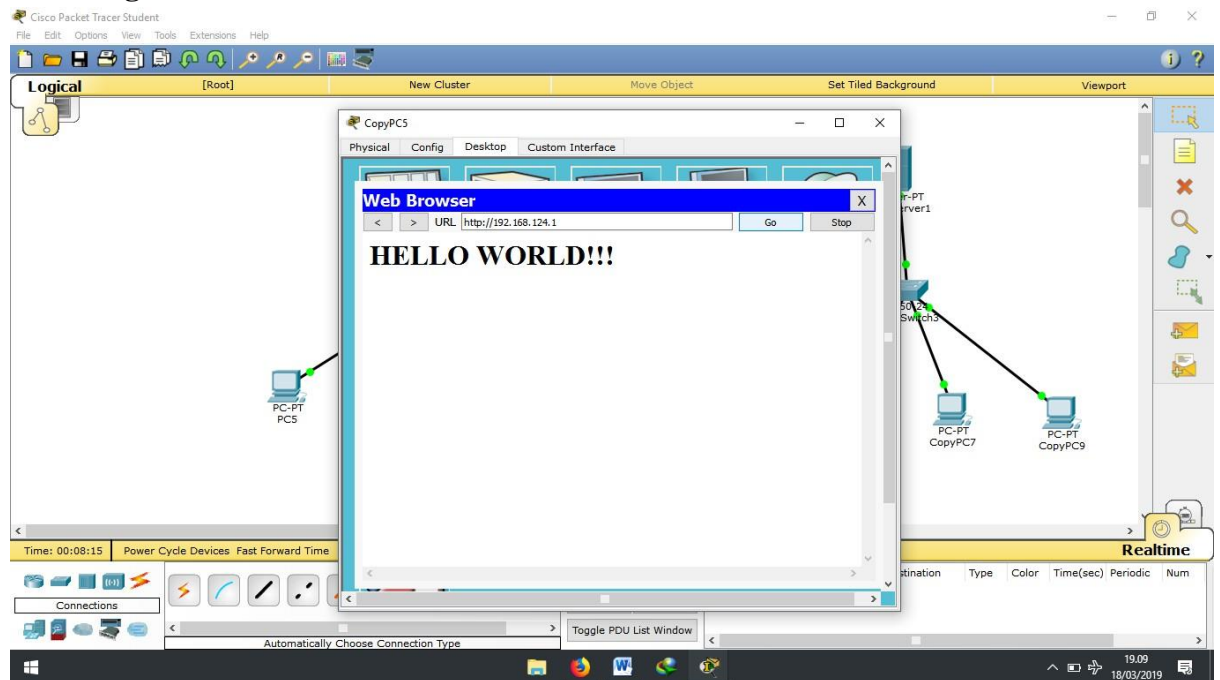 Cisco Packet Tracer Student
File Edit Options View Tools Extensions Help
Logical [Root] New Cluster Move Object Set Tiled Background Viewport
CopyPC5
Physical Config Desktop Custom Interface
Web Browser X
< > URL http://192.168.124.1 Go Stop
HELLO WORLD!!!
r-PT
erver1
Switch3
PC-PT
PC5
PC-PT
CopyPC7
PC-PT
CopyPC9
Time: 00:08:15 Power Cycle Devices Fast Forward Time
Realtime
Connections
Automatically Choose Connection Type
Toggle PDU List Window
stination Type Color Time(sec) Periodic Num
19.09
18/03/2019